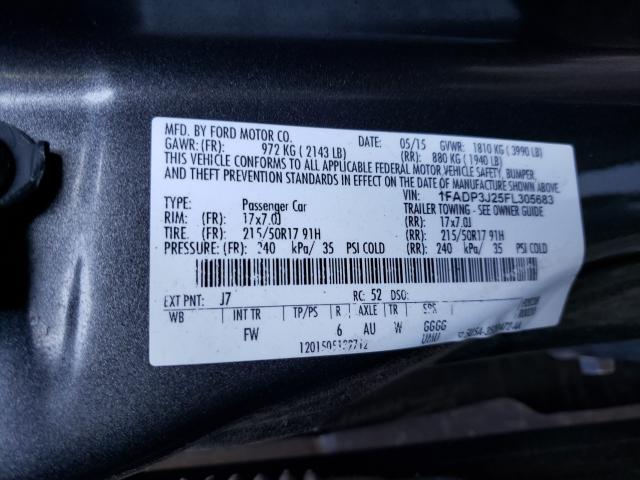 MFD. BY FORD MOTOR CO. DATE: 05/15 GVWR: 1810 KG ( 3990 LB)
GAWR: (FR): 972 KG ( 2143 LB) (RR): 880 KG ( 1940 LB)
THIS VEHICLE CONFORMS TO ALL APPLICABLE FEDERAL MOTOR VEHICLE SAFETY, BUMPER,
AND THEFT PREVENTION STANDARDS IN EFFECT ON THE DATE OF MANUFACTURE SHOWN ABOVE.
VIN: 1FADP3J25FL305683
TYPE: Passenger Car TRAILER TOWING - SEE OWNER GUIDE
RIM: (FR): 17x7.0J (RR): 17x7.0J
TIRE: (FR): 215/50R17 91H (RR): 215/50R17 91H
PRESSURE: (FR): 240 kPa/ 35 PSI COLD (RR): 240 kPa/ 35 PSI COLD
EXT PNT: J7 RC: 52 DSO:
WB INT TR TP/PS R AXLE TR SPR
FW 6 AU W GGGG